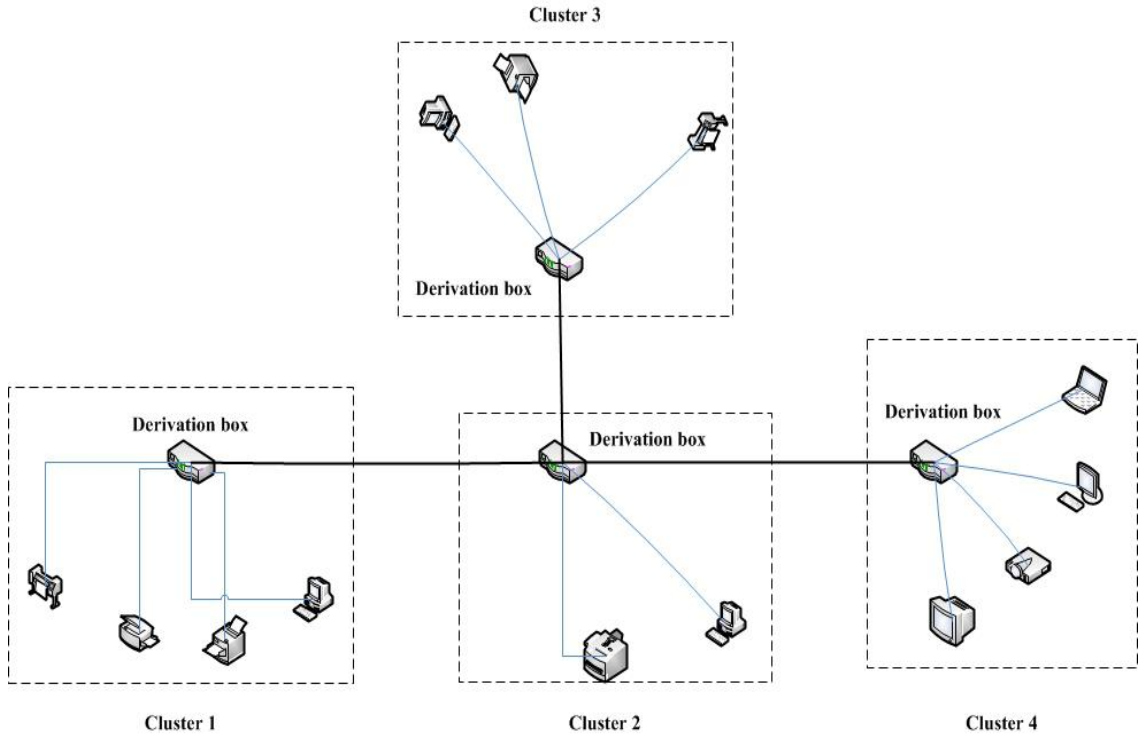 Cluster 3
Derivation box
Derivation box
Derivation box
Derivation box
Cluster 1
Cluster 2
Cluster 4